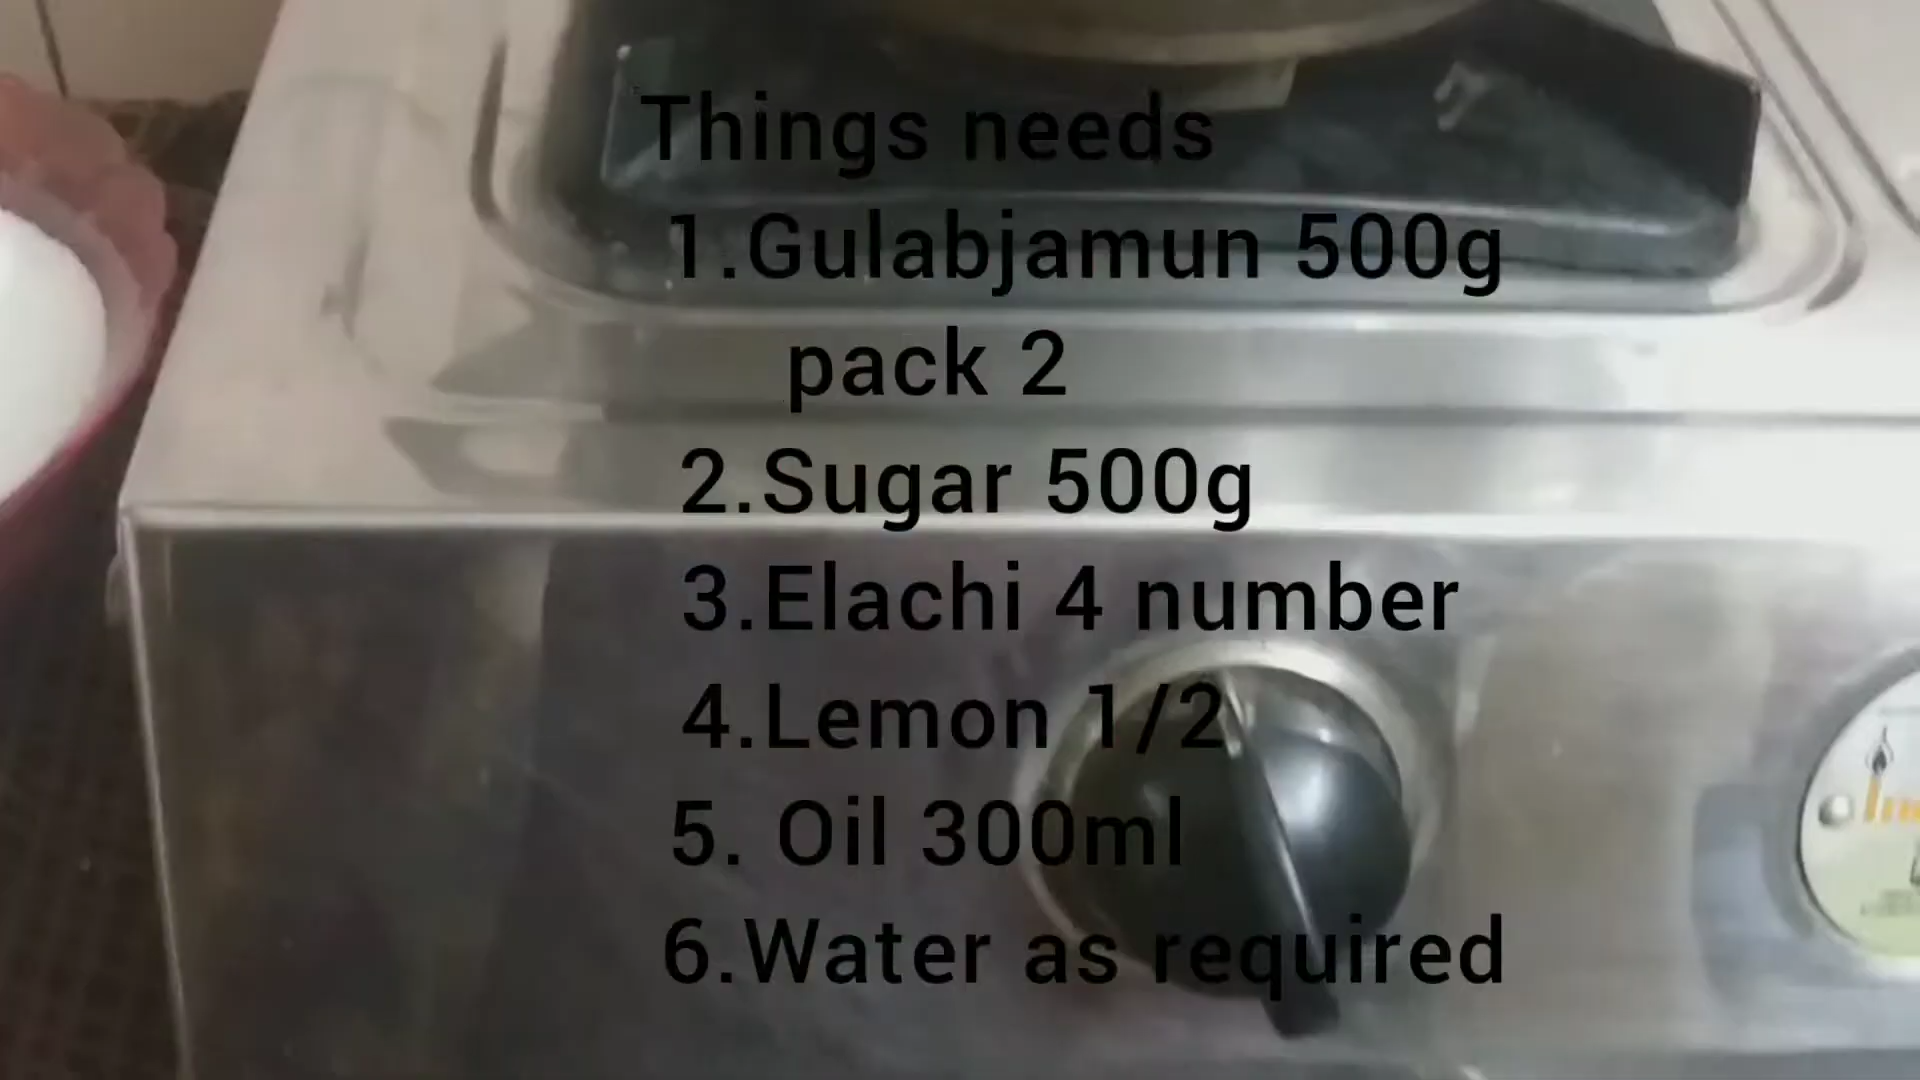 Things needs
1.Gulabjamun 500g
pack 2
2.Sugar 500g
3.Elachi 4 number
4.Lemon 1/2
5. Oil 300ml
6.Water as required